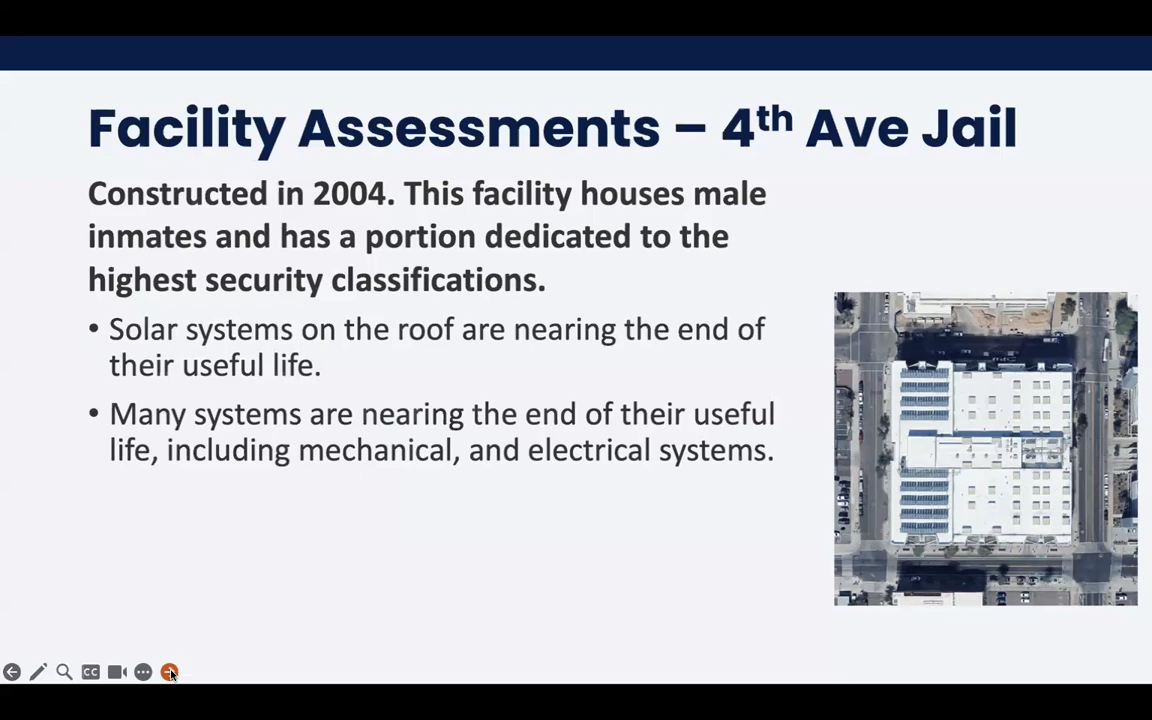 Facility Assessments – 4th Ave Jail
Constructed in 2004. This facility houses male
inmates and has a portion dedicated to the
highest security classifications.
• Solar systems on the roof are nearing the end of
their useful life.
• Many systems are nearing the end of their useful
life, including mechanical, and electrical systems.
CC